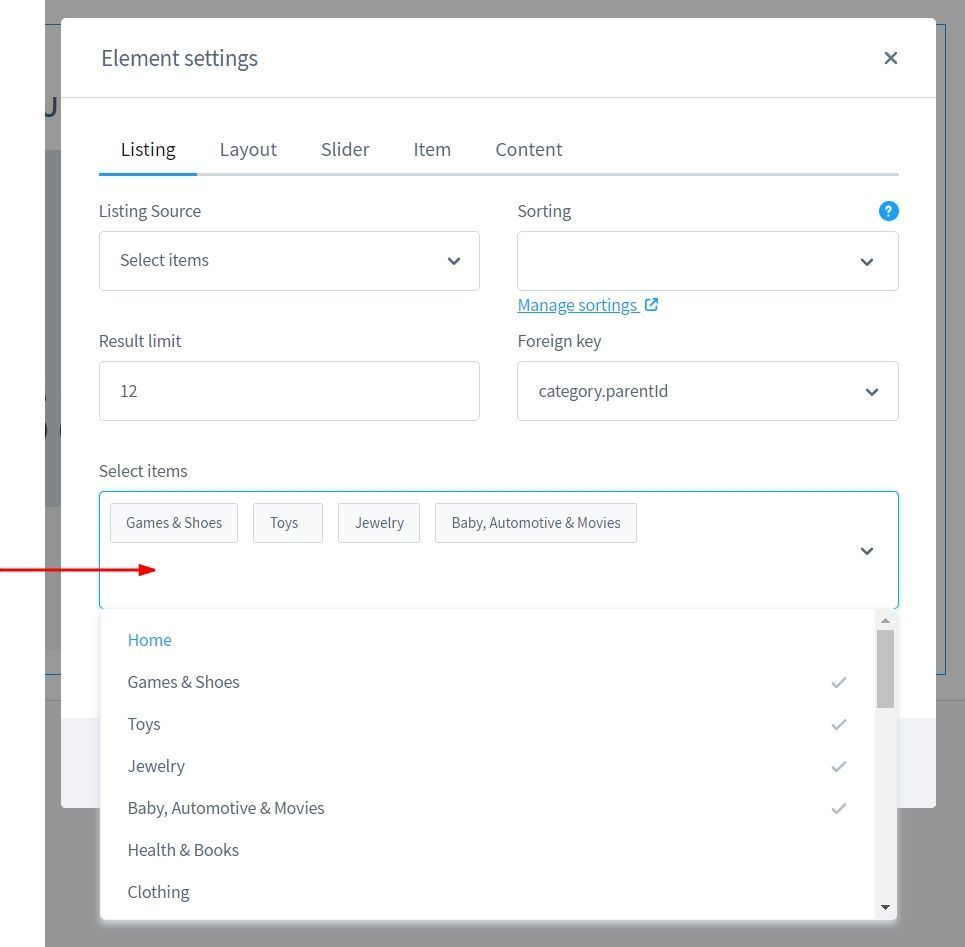 Element settings
Listing Layout Slider Item Content
Listing Source
Sorting
?
Select items
Manage sortings
Result limit
Foreign key
12
category.parentId
Select items
Games & Shoes Toys Jewelry Baby, Automotive & Movies
Home
Games & Shoes
Toys
Jewelry
Baby, Automotive & Movies
Health & Books
Clothing